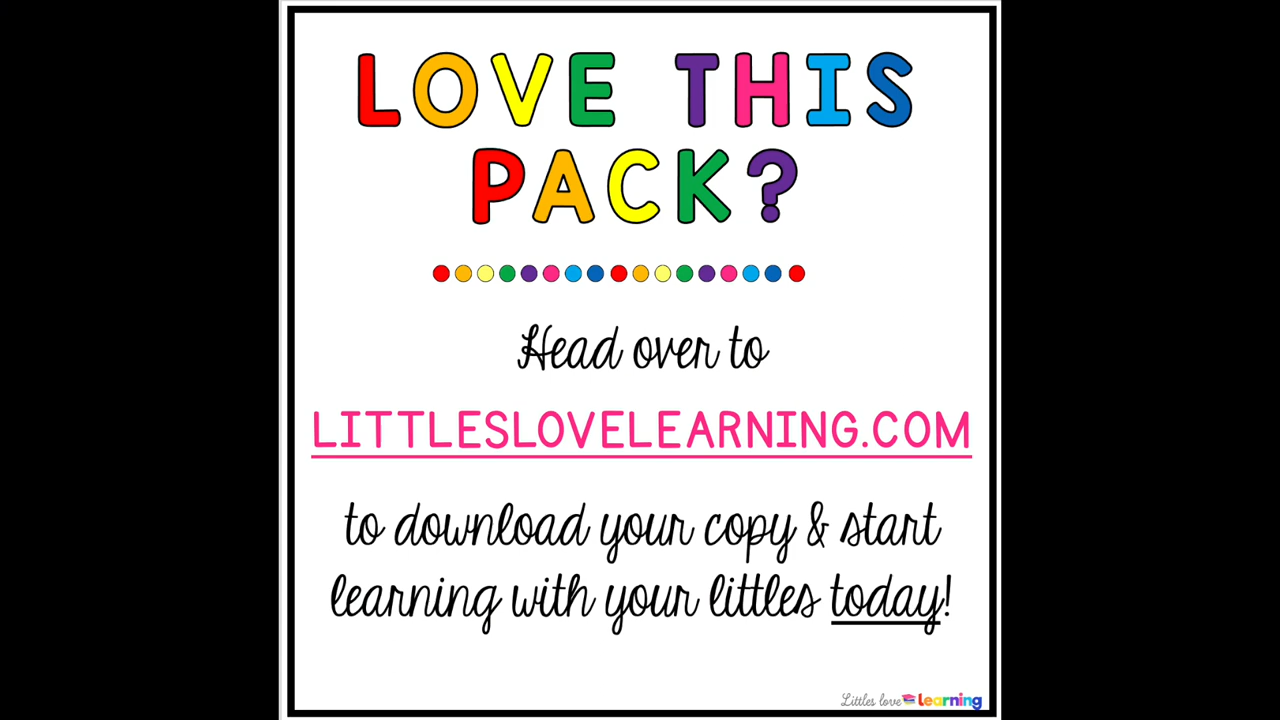 LOVE THIS
PACK?
Head over to
LITTLESLOVELEARNING.COM
to download your copy & start
learning with your littles today!
Littles love learning